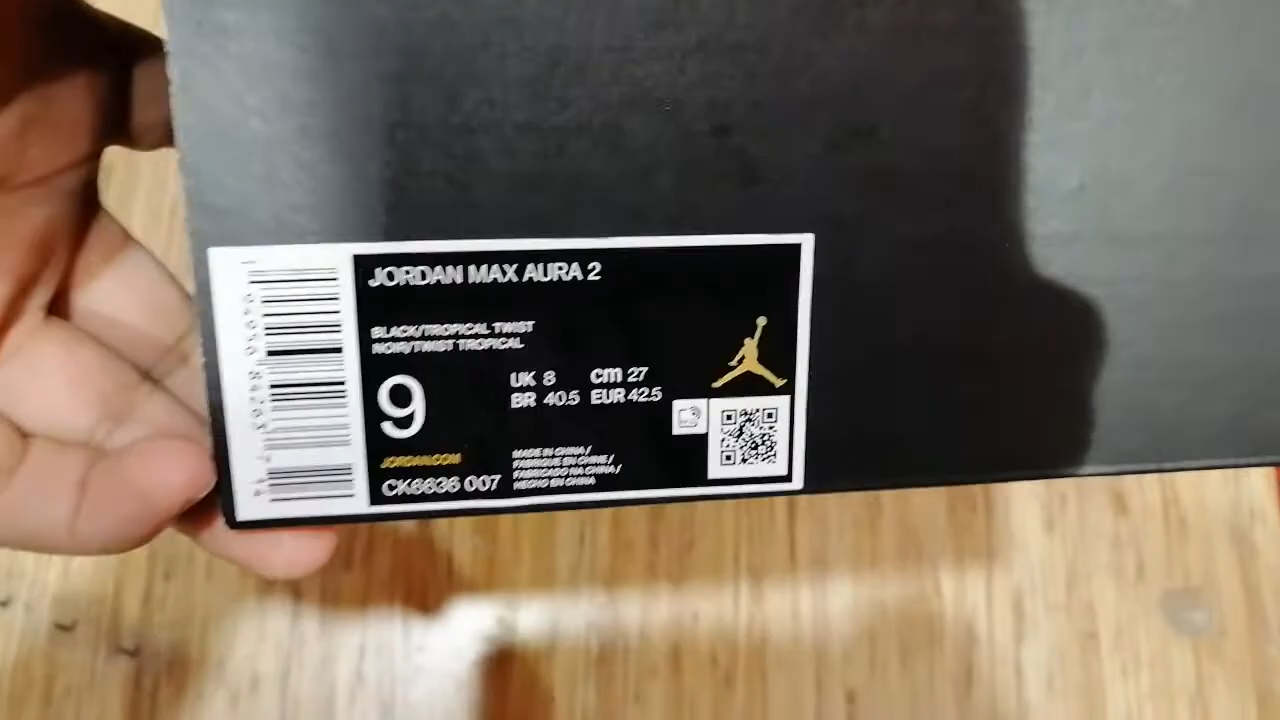 JORDAN MAX AURA 2
BLACK/TROPICAL TWIST
NOIR/TWIST TROPICAL
9
UK 8 cm 27
BR 40.5 EUR 42.5
JORDAN.COM
CK6636 007
MADE IN CHINA /
FABRIQUE EN CHINE /
FABRICADO NA CHINA /
HECHO EN CHINA